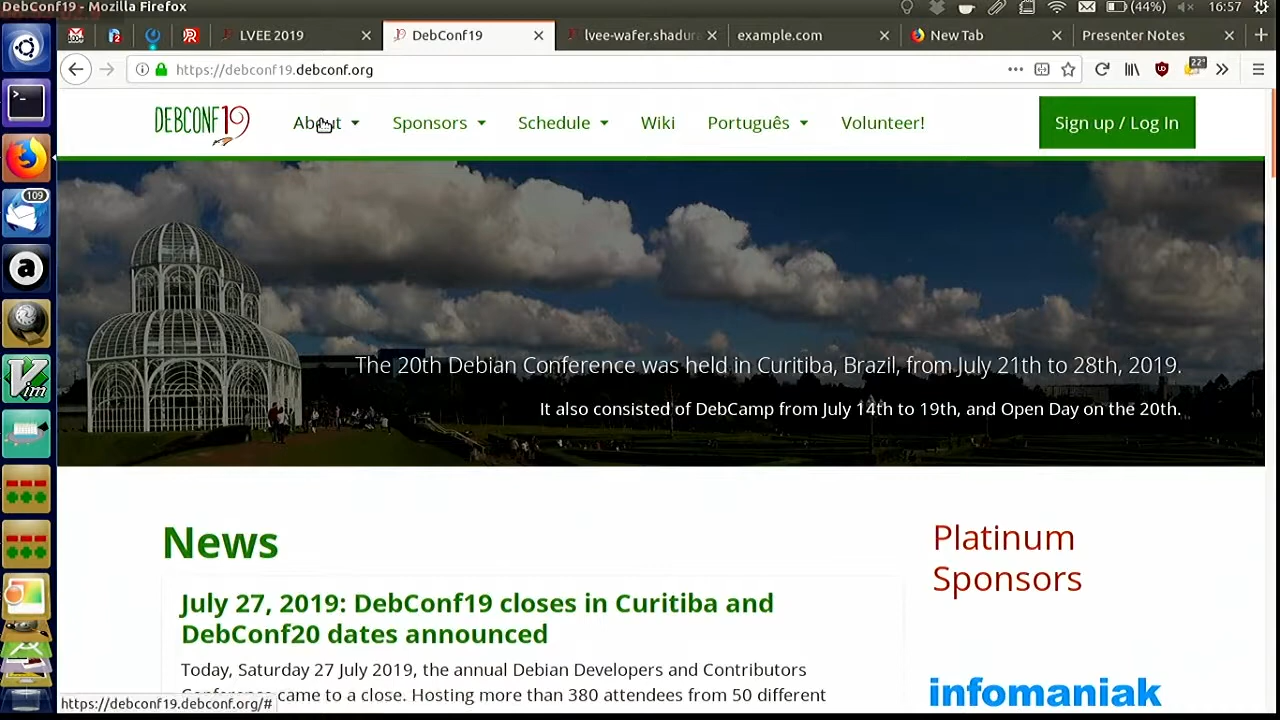 DebConf19 - Mozilla Firefox
(44%)
16:57
LVEE 2019
DebConf19
lvee-wafer.shadura
example.com
New Tab
Presenter Notes
https://debconf19.debconf.org
22°
DEBCONF19
About
Sponsors
Schedule
Wiki
Português
Volunteer!
Sign up / Log In
109
a
Vim
The 20th Debian Conference was held in Curitiba, Brazil, from July 21th to 28th, 2019.
It also consisted of DebCamp from July 14th to 19th, and Open Day on the 20th.
News
Platinum
Sponsors
July 27, 2019: DebConf19 closes in Curitiba and
DebConf20 dates announced
Today, Saturday 27 July 2019, the annual Debian Developers and Contributors
Conference came to a close. Hosting more than 380 attendees from 50 different
infomaniak
https://debconf19.debconf.org/#